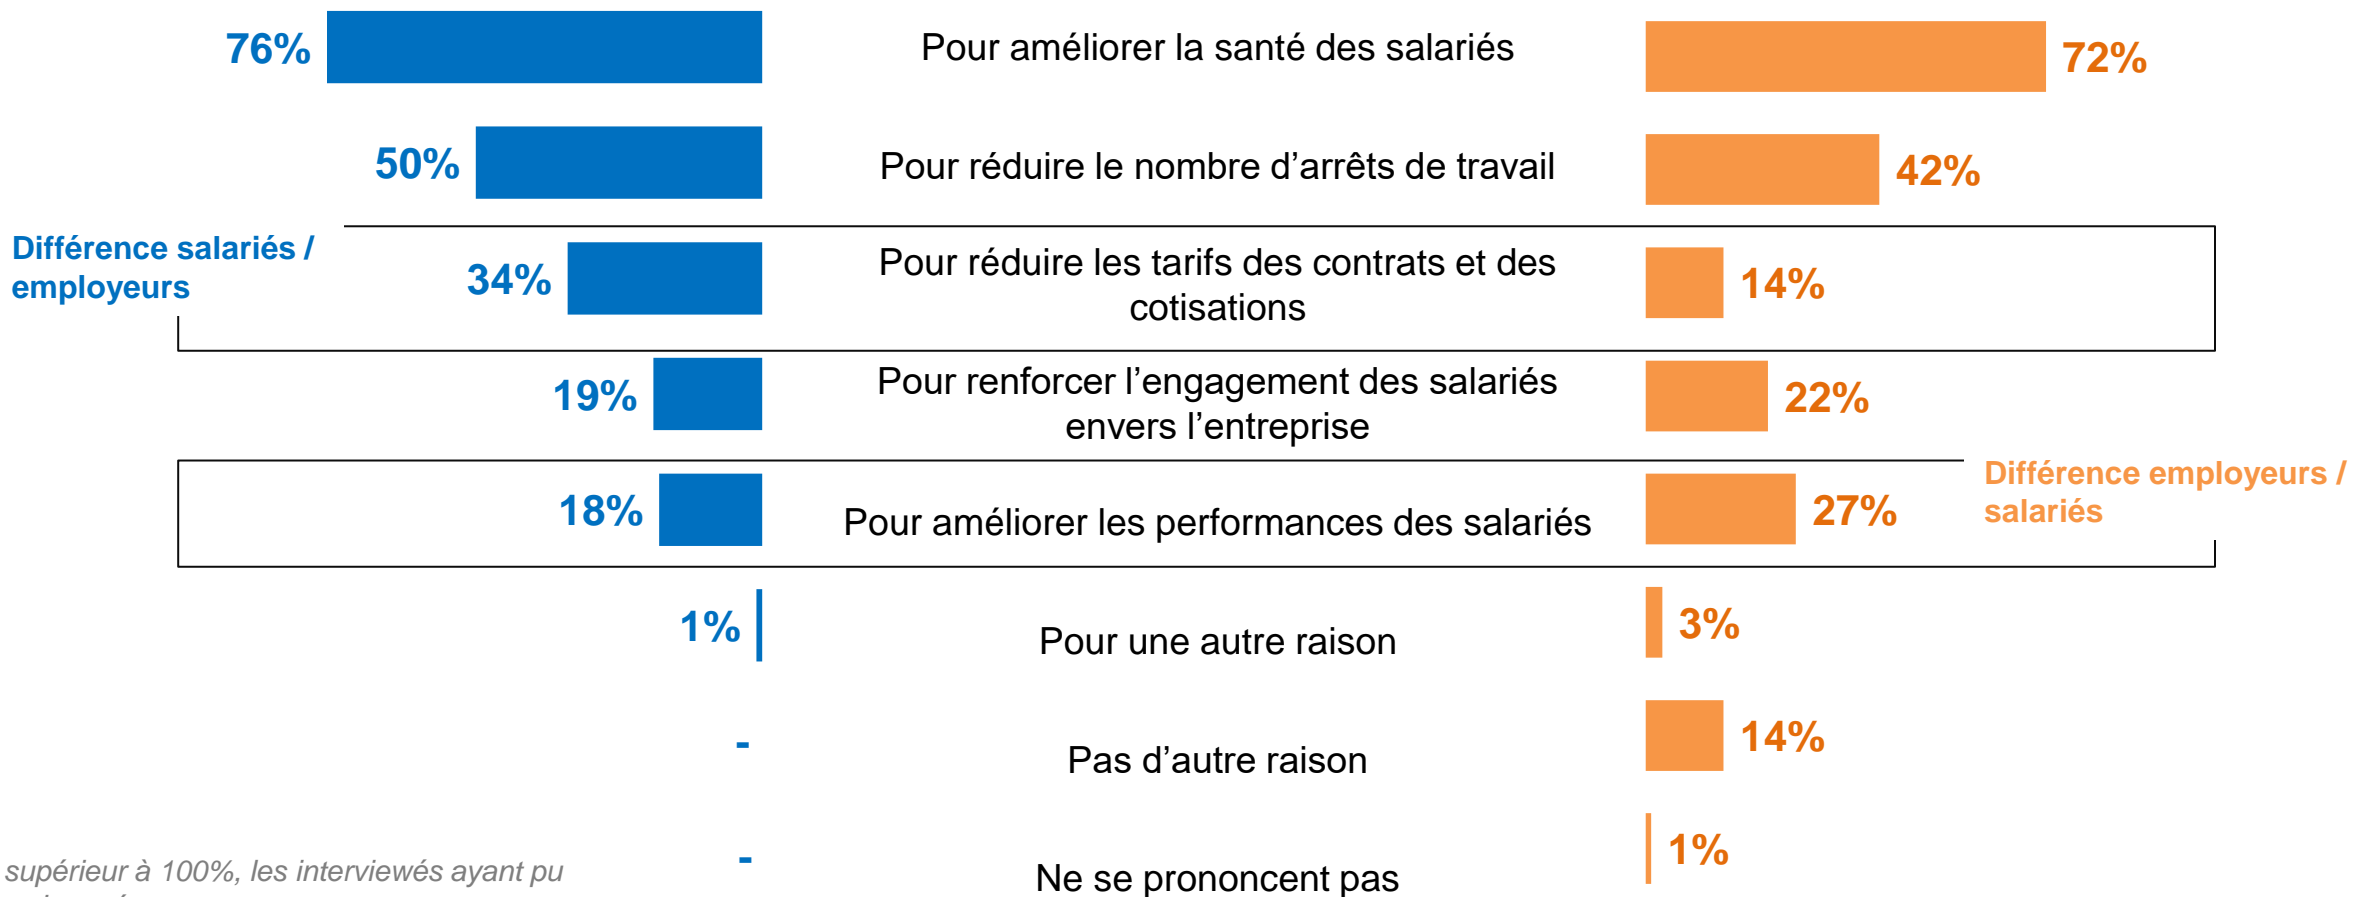 76%
Pour améliorer la santé des salariés
72%
50%
Pour réduire le nombre d’arrêts de travail
42%
Différence salariés /
employeurs
34%
Pour réduire les tarifs des contrats et des
cotisations
14%
19%
Pour renforcer l’engagement des salariés
envers l’entreprise
22%
18%
Pour améliorer les performances des salariés
27%
Différence employeurs /
salariés
1%
Pour une autre raison
3%
-
Pas d’autre raison
14%
-
Ne se prononcent pas
1%
supérieur à 100%, les interviewés ayant pu